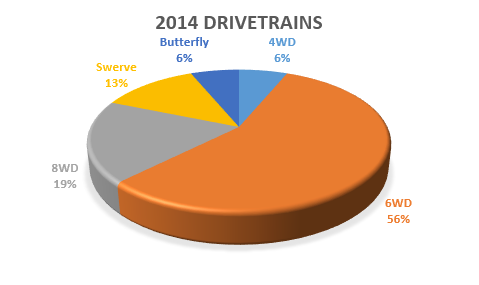 2014 DRIVETRAINS
Butterfly
6%
4WD
6%
Swerve
13%
8WD
19%
6WD
56%